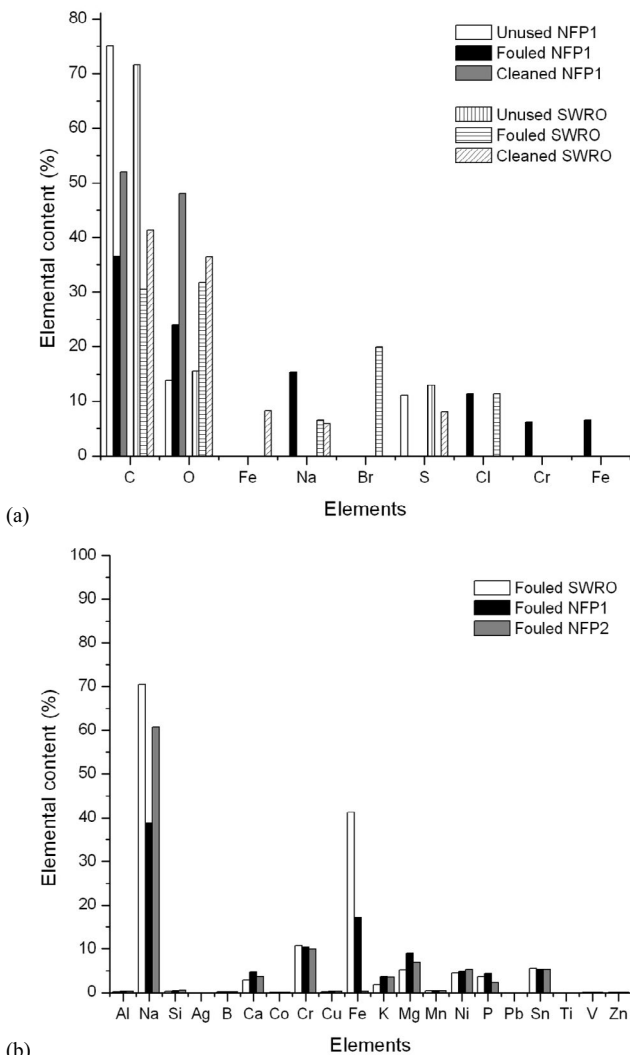 80
70
60
50
40
30
20
10
0
Elemental content (%)
Unused NFP1
Fouled NFP1
Cleaned NFP1
Unused SWRO
Fouled SWRO
Cleaned SWRO
C O Fe Na Br S Cl Cr Fe
Elements
(a)
100
90
80
70
60
50
40
30
20
10
0
Elemental content (%)
Fouled SWRO
Fouled NFP1
Fouled NFP2
Al Na Si Ag B Ca Co Cr Cu Fe K Mg Mn Ni P Pb Sn Ti V Zn
Elements
(b)